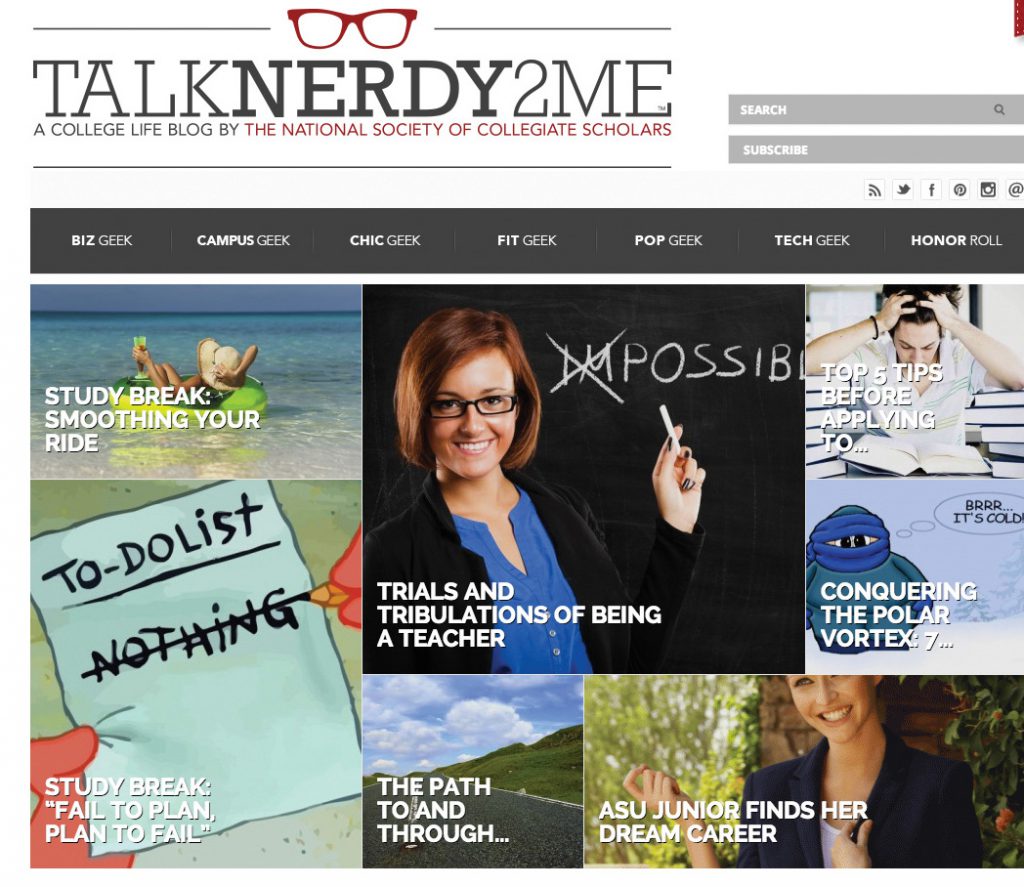 TALKNERDY2ME™
A COLLEGE LIFE BLOG BY THE NATIONAL SOCIETY OF COLLEGIATE SCHOLARS
SEARCH
SUBSCRIBE
BIZ GEEK
CAMPUS GEEK
CHIC GEEK
FIT GEEK
POP GEEK
TECH GEEK
HONOR ROLL
STUDY BREAK:
SMOOTHING YOUR
RIDE
IMPOSSIBL
TRIALS AND
TRIBULATIONS OF BEING
A TEACHER
TOP 5 TIPS
BEFORE
APPLYING
TO...
TO-DO LIST
NOTHING
STUDY BREAK:
“FAIL TO PLAN,
PLAN TO FAIL”
BRRR...
IT'S COLD!
CONQUERING
THE POLAR
VORTEX: 7...
THE PATH
TO AND
THROUGH...
ASU JUNIOR FINDS HER
DREAM CAREER